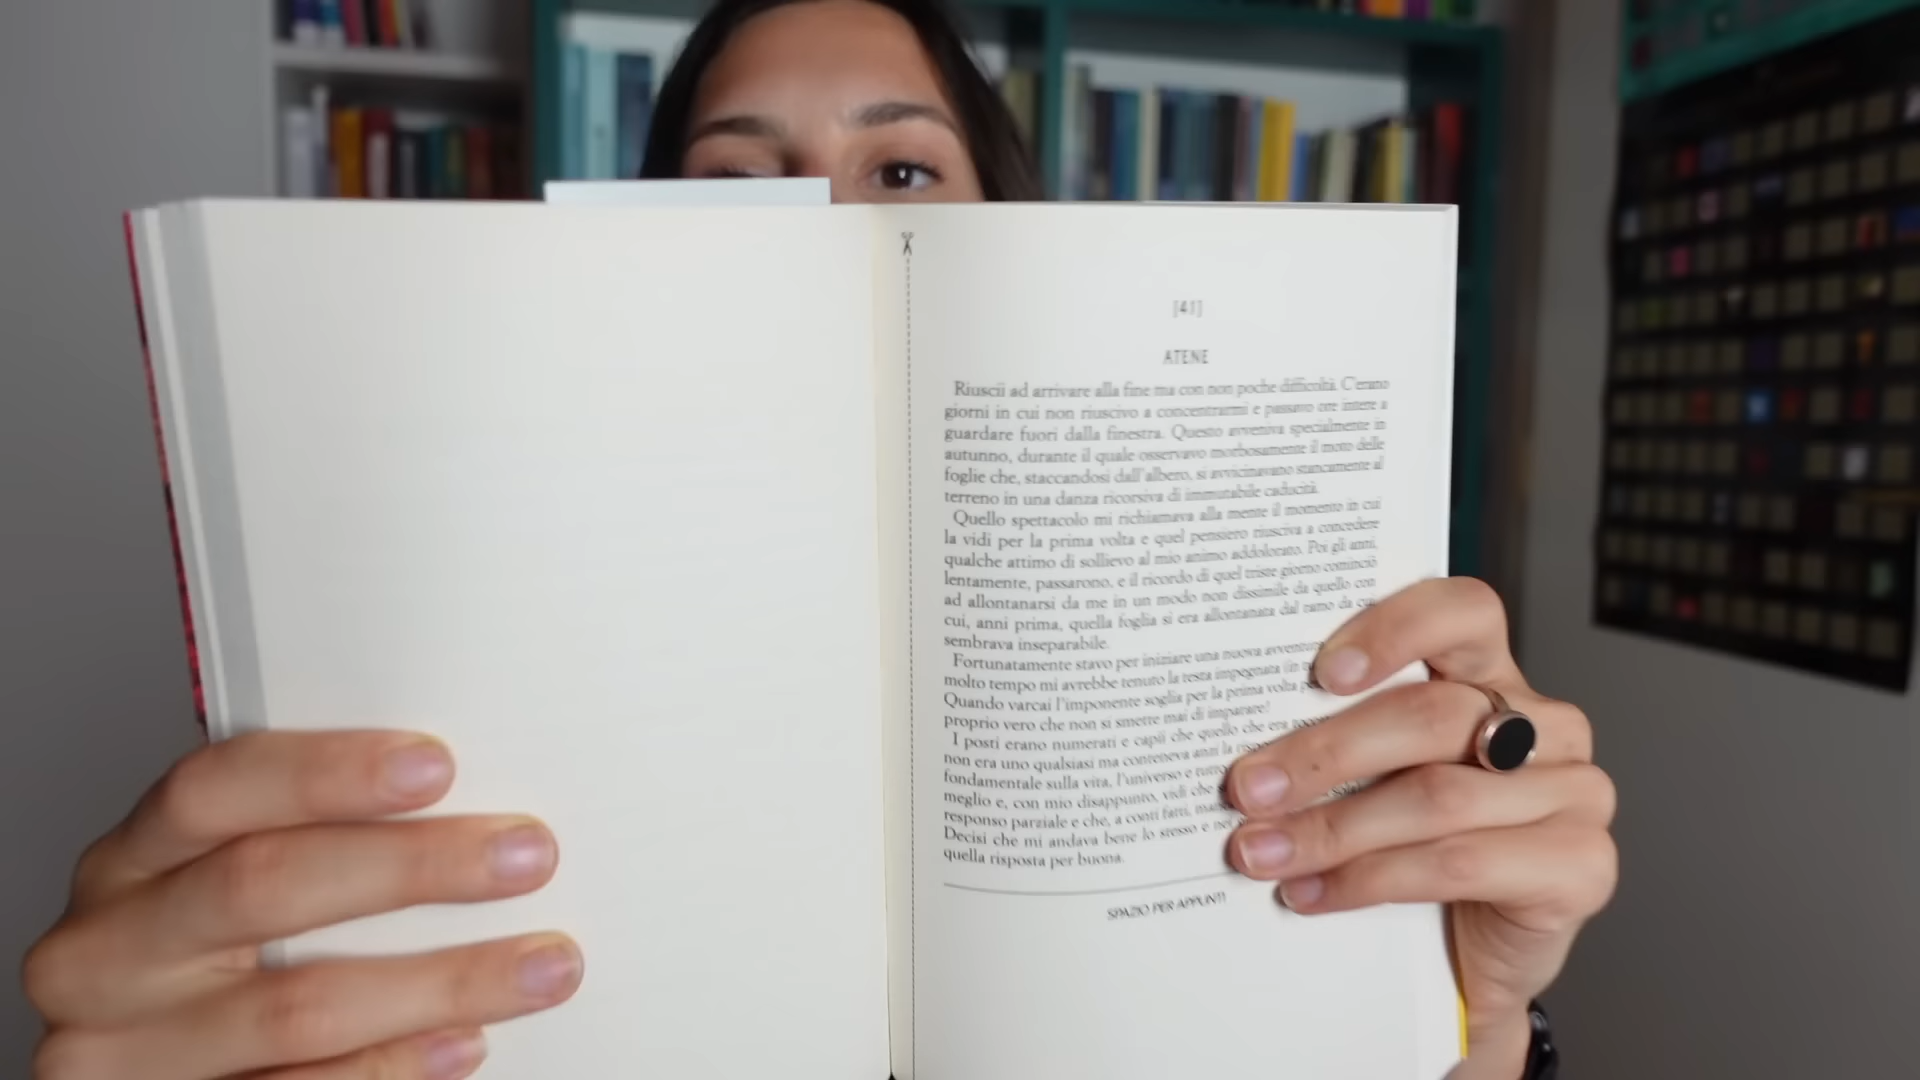 [41]
ATENE
Riuscii ad arrivare alla fine ma con non poche difficoltà. C'erano
giorni in cui non riuscivo a concentrarmi e passavo ore intere a
guardare fuori dalla finestra. Questo avveniva specialmente in
autunno, durante il quale osservavo morbosamente il moto delle
foglie che, staccandosi dall'albero, si avvicinavano stancamente al
terreno in una danza ricorsiva di immutabile caducità.
Quello spettacolo mi richiamava alla mente il momento in cui
la vidi per la prima volta e quel pensiero riusciva a concedere
qualche attimo di sollievo al mio animo addolorato. Poi gli anni,
lentamente, passarono, e il ricordo di quel triste giorno cominciò
ad allontanarsi da me in un modo non dissimile da quello con
cui, anni prima, quella foglia si era allontanata dal ramo da cui
sembrava inseparabile.
Fortunatamente stavo per iniziare una nuova avventura
molto tempo mi avrebbe tenuto la testa impegnata (in
Quando varcai l'imponente soglia per la prima volta
proprio vero che non si smette mai di imparare!
I posti erano numerati e capii che quello che era
non era uno qualsiasi ma conteneva anzi la
fondamentale sulla vita, l'universo e tutto
meglio e, con mio disappunto, vidi che
responso parziale e che, a conti fatti,
Decisi che mi andava bene lo stesso e
quella risposta per buona.
SPAZIO PER APPUNTI